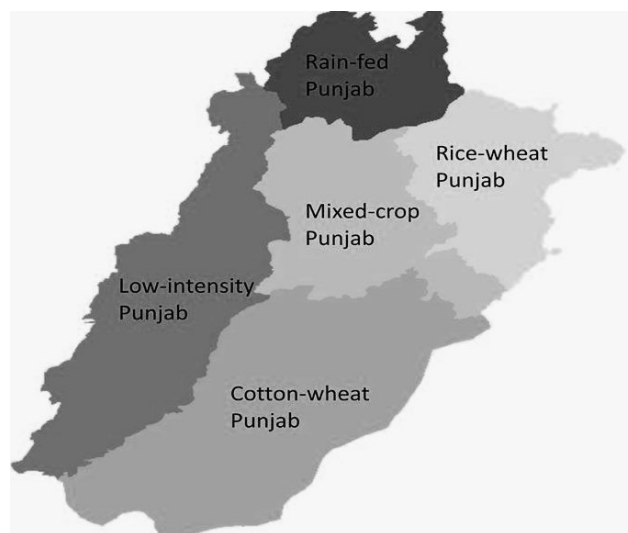 Rain-fed
Punjab
Rice-wheat
Punjab
Mixed-crop
Punjab
Low-intensity
Punjab
Cotton-wheat
Punjab